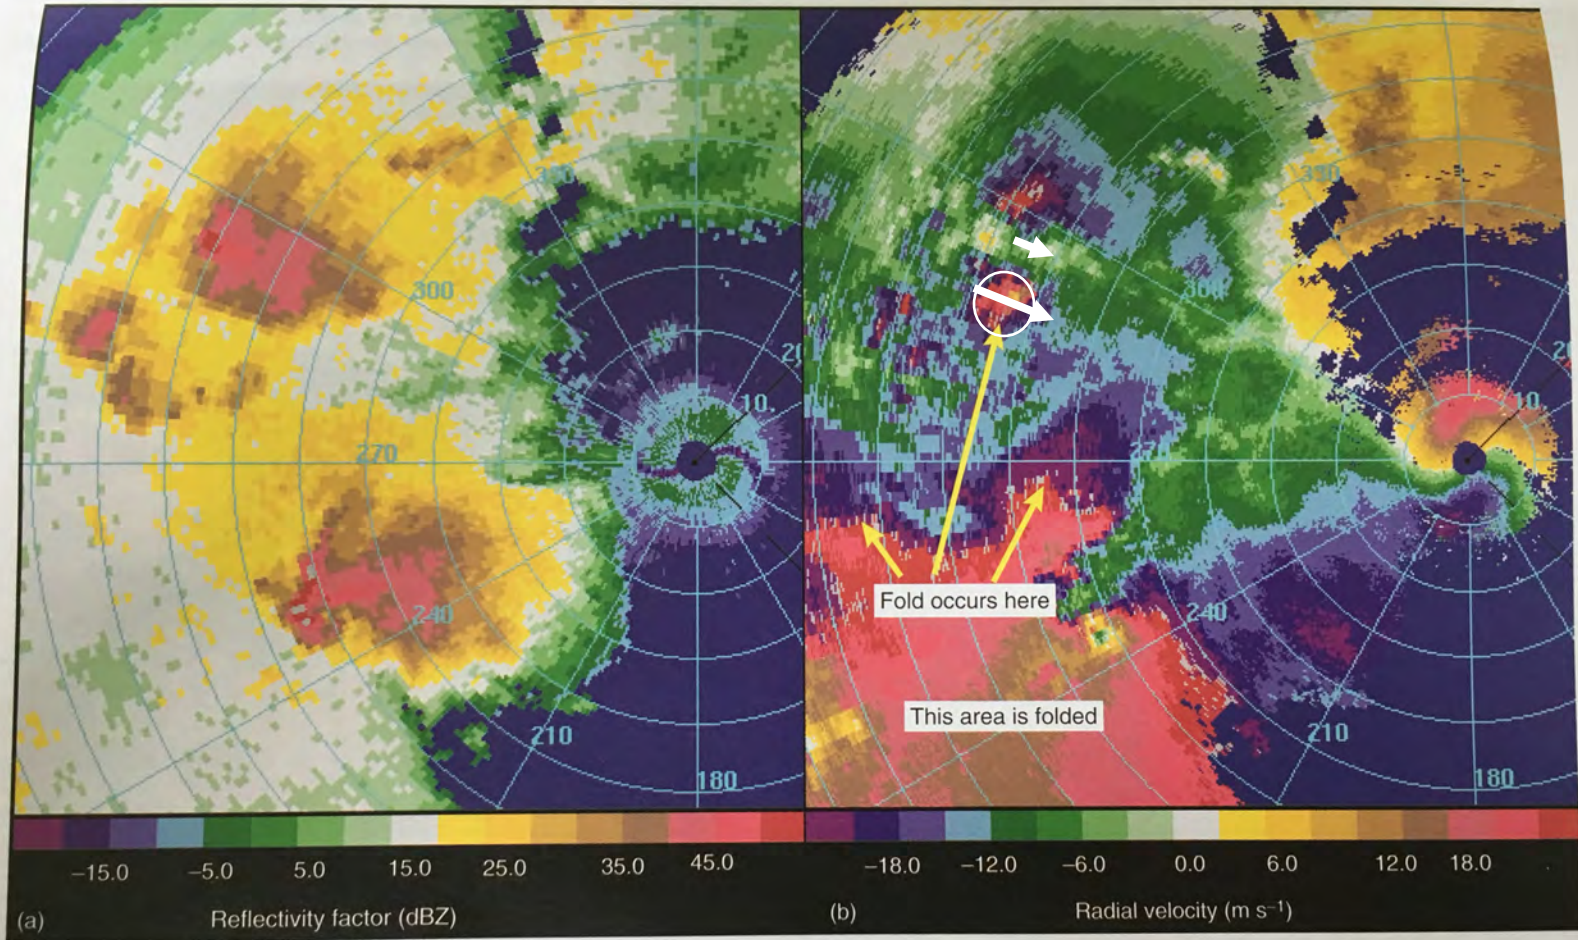 330
300
20
10.
270
240
210
180
-15.0 -5.0 5.0 15.0 25.0 35.0 45.0
(a) Reflectivity factor (dBZ)
330
300
20
10
270
Fold occurs here
240
This area is folded
210
180
-18.0 -12.0 -6.0 0.0 6.0 12.0 18.0
(b) Radial velocity (m s⁻¹)